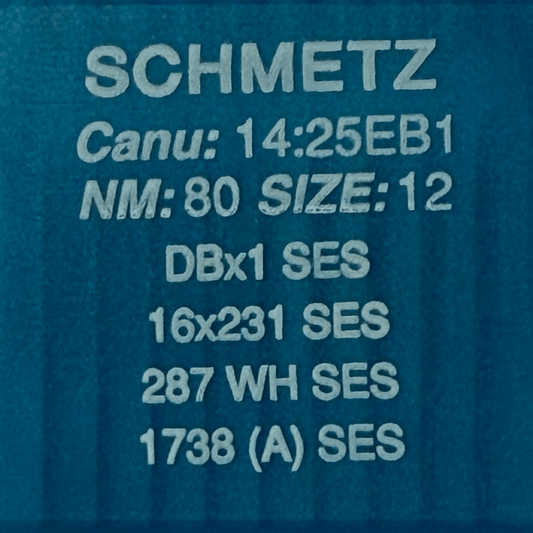 SCHMETZ
Canu: 14:25EB1
NM: 80 SIZE: 12
DBx1 SES
16x231 SES
287 WH SES
1738 (A) SES